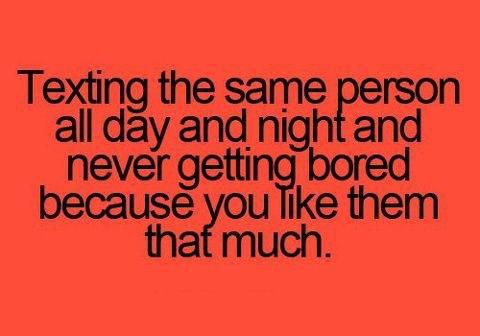 Texting the same person
all day and night and
never getting bored
because you like them
that much.